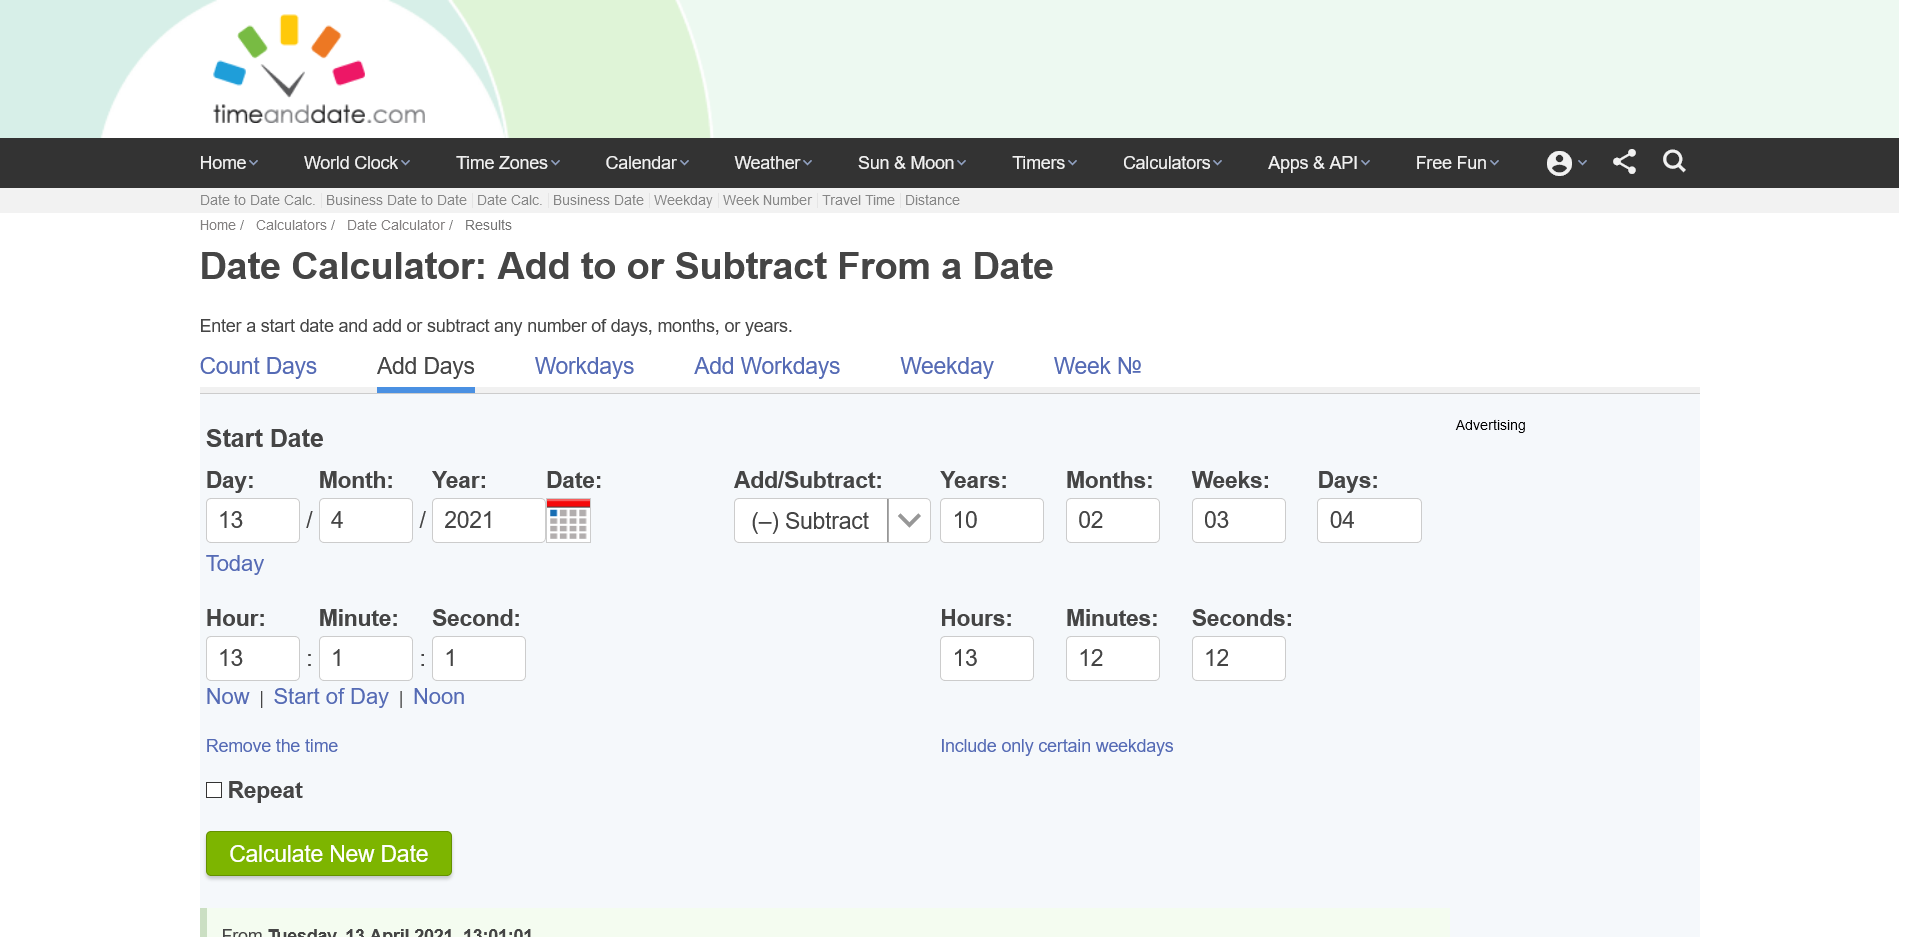 timeanddate.com
Home World Clock Time Zones Calendar Weather Sun & Moon Timers Calculators Apps & API Free Fun
Date to Date Calc. Business Date to Date Date Calc. Business Date Weekday Week Number Travel Time Distance
Home / Calculators / Date Calculator / Results
Date Calculator: Add to or Subtract From a Date
Enter a start date and add or subtract any number of days, months, or years.
Count Days Add Days Workdays Add Workdays Weekday Week №
Advertising
Start Date
Day: Month: Year: Date: Add/Subtract: Years: Months: Weeks: Days:
13 / 4 / 2021 (–) Subtract 10 02 03 04
Today
Hour: Minute: Second: Hours: Minutes: Seconds:
13 : 1 : 1 13 12 12
Now | Start of Day | Noon
Remove the time Include only certain weekdays
Repeat
Calculate New Date
From Tuesday, 13 April 2021, 13:01:01